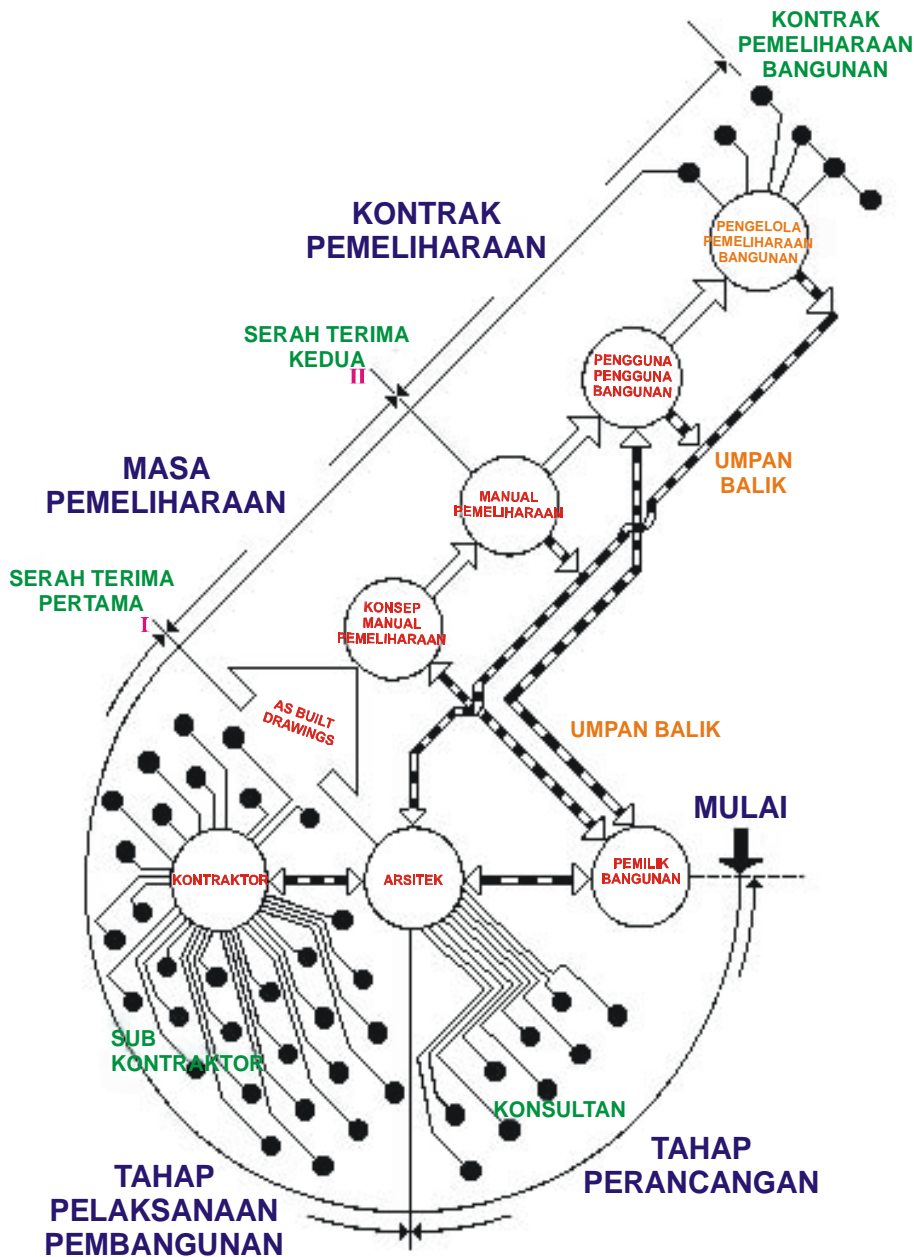 KONTRAK
PEMELIHARAAN
BANGUNAN
KONTRAK
PEMELIHARAAN
PENGELOLA
PEMELIHARAAN
BANGUNAN
SERAH TERIMA
KEDUA
II
PENGGUNA
PENGGUNA
BANGUNAN
UMPAN
BALIK
MASA
PEMELIHARAAN
MANUAL
PEMELIHARAAN
SERAH TERIMA
PERTAMA
I
KONSEP
MANUAL
PEMELIHARAAN
AS BUILT
DRAWINGS
UMPAN BALIK
MULAI
KONTRAKTOR
ARSITEK
PEMILIK
BANGUNAN
SUB
KONTRAKTOR
KONSULTAN
TAHAP
PERANCANGAN
TAHAP
PELAKSANAAN
PEMBANGUNAN